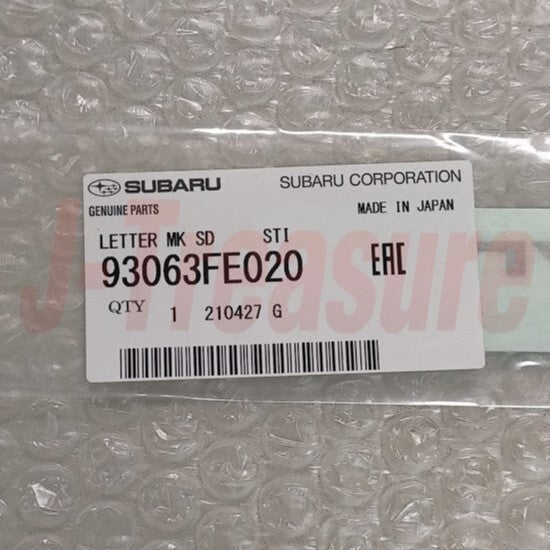 SUBARU SUBARU CORPORATION
GENUINE PARTS MADE IN JAPAN
LETTER MK SD STI
93063FE020 EAC
QTY 1 210427 G
J-Treasure